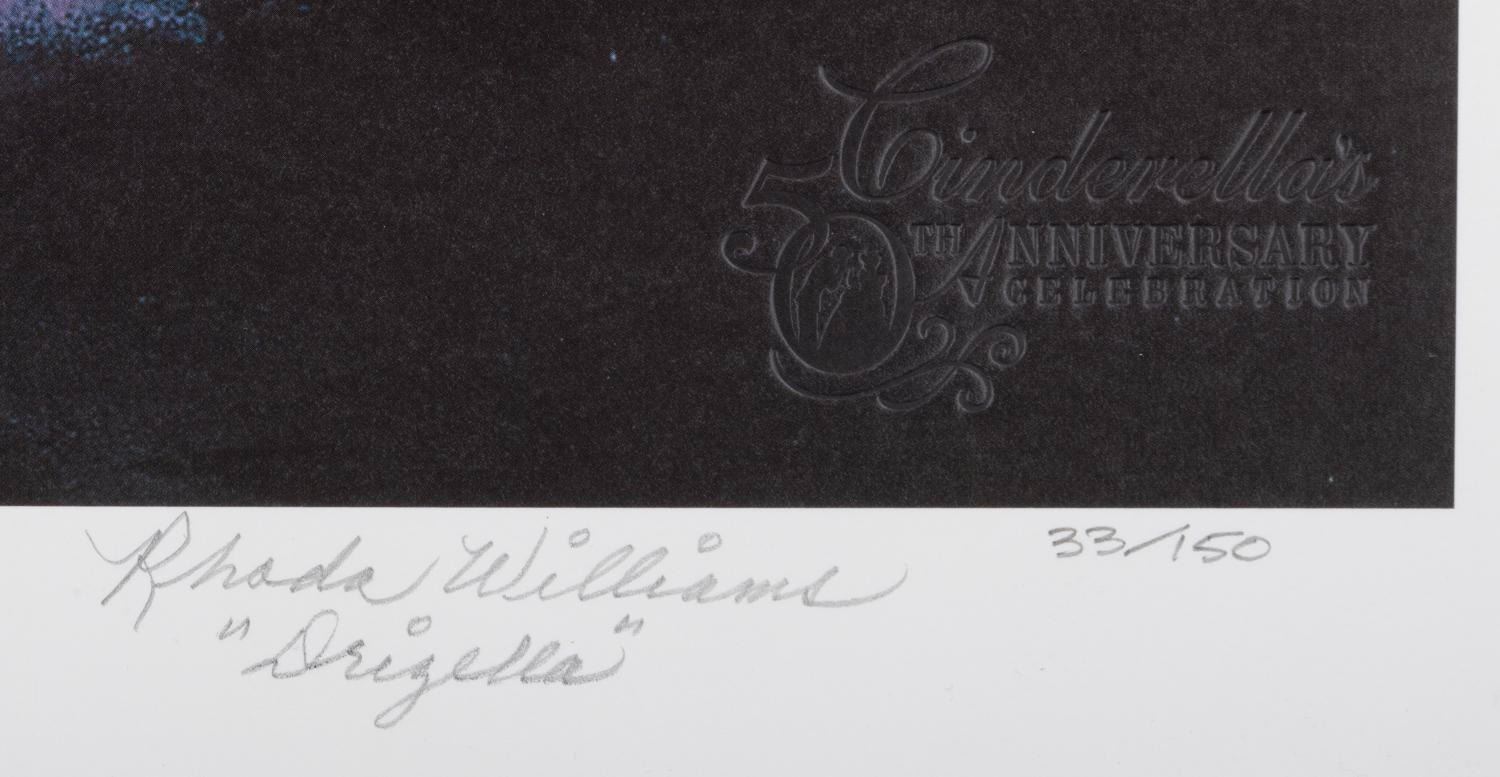 Cinderella's
50TH ANNIVERSARY
CELEBRATION
Rhoda Williams
33/150
"Drizella"